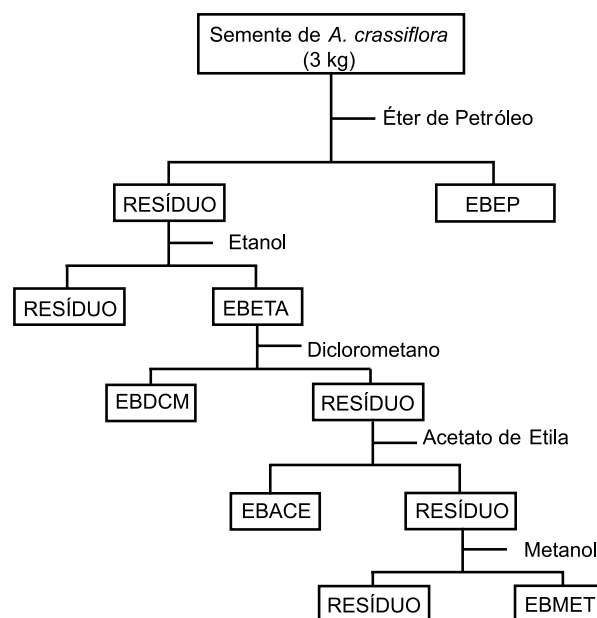 Semente de A. crassiflora
(3 kg)
Éter de Petróleo
RESÍDUO
EBEP
Etanol
RESÍDUO
EBETA
Diclorometano
EBDCM
RESÍDUO
Acetato de Etila
EBACE
RESÍDUO
Metanol
RESÍDUO
EBMET